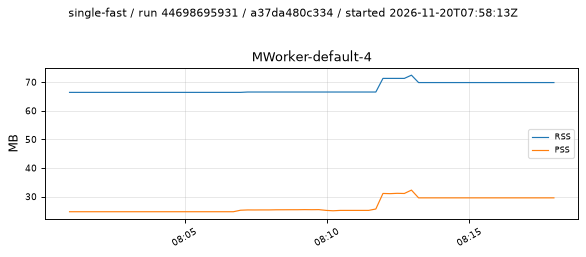 single-fast / run 44698695931 / a37da480c334 / started 2026-11-20T07:58:13Z
MWorker-default-4
70
60
50
40
30
MB
RSS
PSS
08:05
08:10
08:15